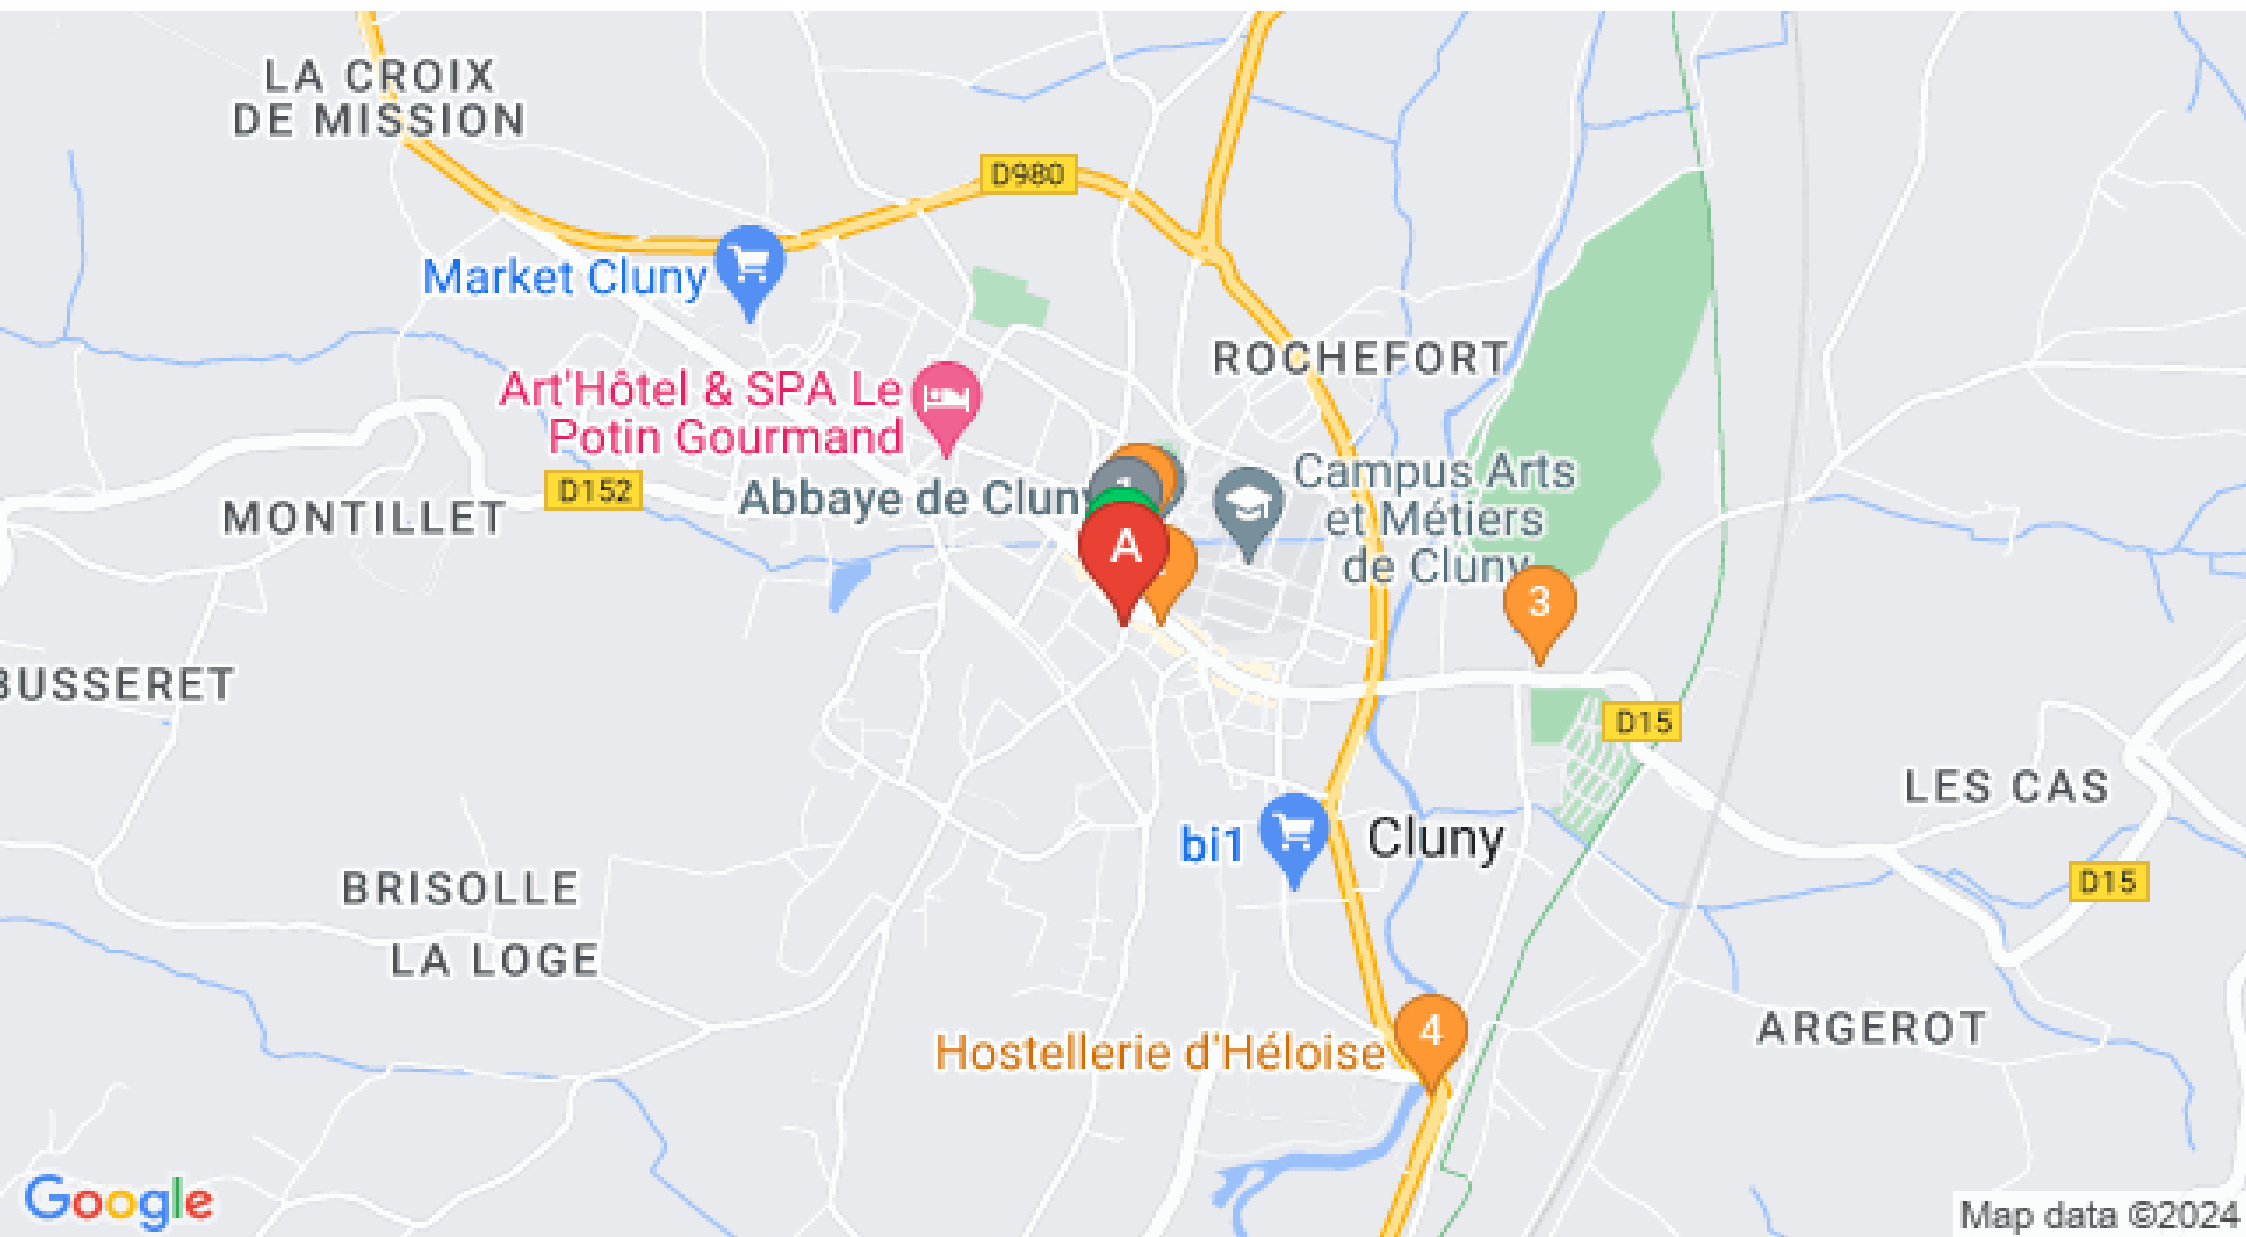 LA CROIX
DE MISSION
D980
Market Cluny
ROCHEFORT
Art'Hôtel & SPA Le
Potin Gourmand
D152
MONTILLET
Abbaye de Cluny
Campus Arts
et Métiers
de Cluny
A
3
BUSSERET
D15
LES CAS
bi1
Cluny
D15
BRISOLLE
LA LOGE
4
Hostellerie d'Héloise
ARGEROT
Google
Map data ©2024